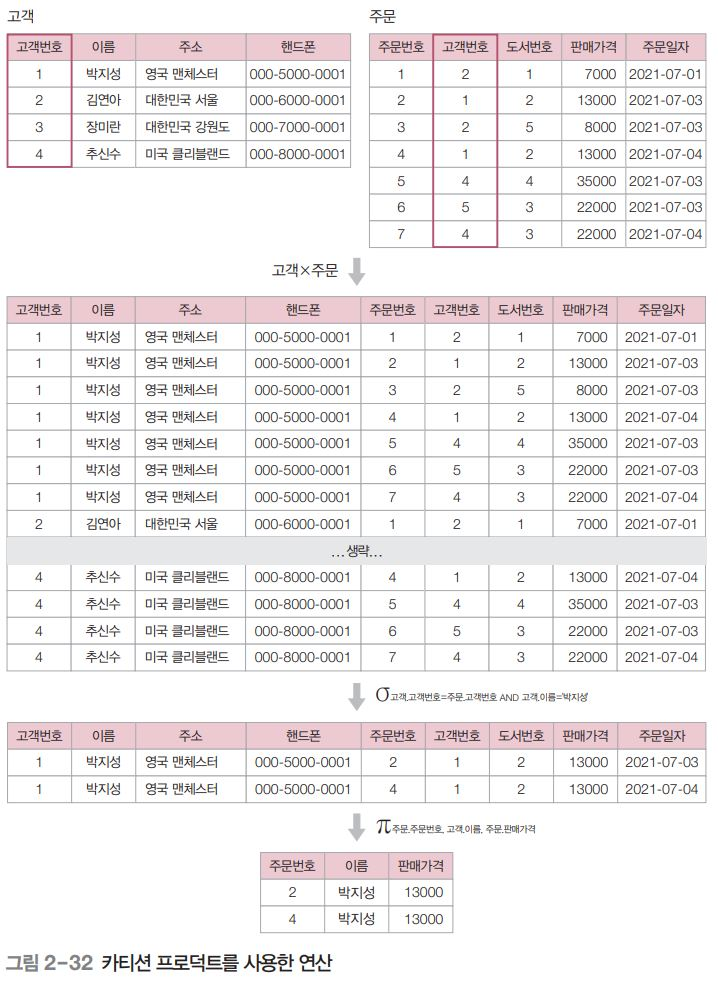 고객
고객번호 이름 주소 핸드폰
1 박지성 영국 맨체스터 000-5000-0001
2 김연아 대한민국 서울 000-6000-0001
3 장미란 대한민국 강원도 000-7000-0001
4 추신수 미국 클리블랜드 000-8000-0001
주문
주문번호 고객번호 도서번호 판매가격 주문일자
1 2 1 7000 2021-07-01
2 1 2 13000 2021-07-03
3 2 5 8000 2021-07-03
4 1 2 13000 2021-07-04
5 4 4 35000 2021-07-03
6 5 3 22000 2021-07-03
7 4 3 22000 2021-07-04
고객×주문
고객번호 이름 주소 핸드폰 주문번호 고객번호 도서번호 판매가격 주문일자
1 박지성 영국 맨체스터 000-5000-0001 1 2 1 7000 2021-07-01
1 박지성 영국 맨체스터 000-5000-0001 2 1 2 13000 2021-07-03
1 박지성 영국 맨체스터 000-5000-0001 3 2 5 8000 2021-07-03
1 박지성 영국 맨체스터 000-5000-0001 4 1 2 13000 2021-07-04
1 박지성 영국 맨체스터 000-5000-0001 5 4 4 35000 2021-07-03
1 박지성 영국 맨체스터 000-5000-0001 6 5 3 22000 2021-07-03
1 박지성 영국 맨체스터 000-5000-0001 7 4 3 22000 2021-07-04
2 김연아 대한민국 서울 000-6000-0001 1 2 1 7000 2021-07-01
…생략…
4 추신수 미국 클리블랜드 000-8000-0001 4 1 2 13000 2021-07-04
4 추신수 미국 클리블랜드 000-8000-0001 5 4 4 35000 2021-07-03
4 추신수 미국 클리블랜드 000-8000-0001 6 5 3 22000 2021-07-03
4 추신수 미국 클리블랜드 000-8000-0001 7 4 3 22000 2021-07-04
σ고객.고객번호=주문.고객번호 AND 고객.이름='박지성'
고객번호 이름 주소 핸드폰 주문번호 고객번호 도서번호 판매가격 주문일자
1 박지성 영국 맨체스터 000-5000-0001 2 1 2 13000 2021-07-03
1 박지성 영국 맨체스터 000-5000-0001 4 1 2 13000 2021-07-04
π주문.주문번호, 고객.이름, 주문.판매가격
주문번호 이름 판매가격
2 박지성 13000
4 박지성 13000
그림 2-32 카티션 프로덕트를 사용한 연산